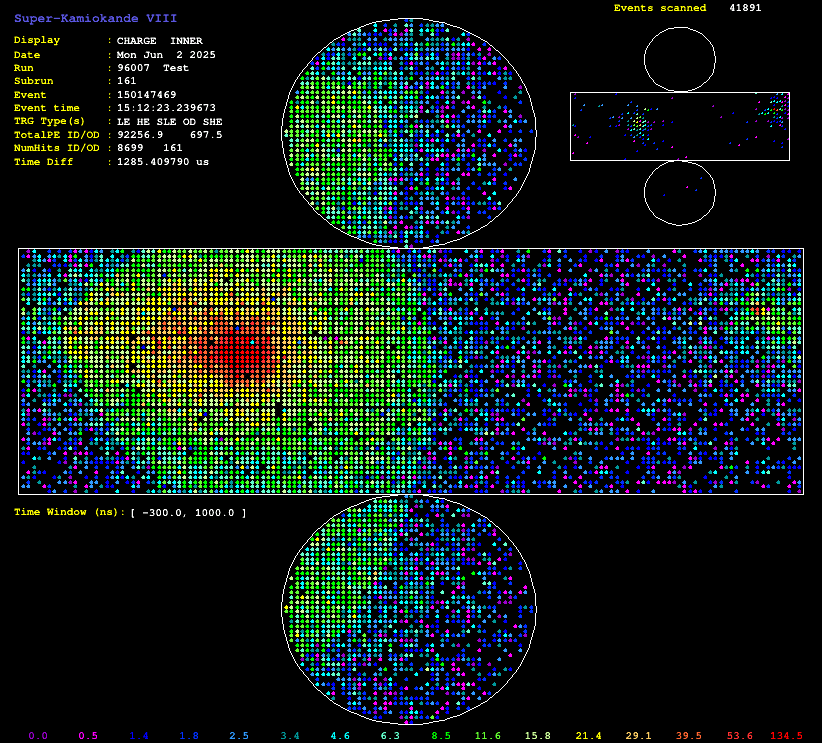 Super-Kamiokande VIII
Events scanned 41891
Display : CHARGE INNER
Date : Mon Jun 2 2025
Run : 96007 Test
Subrun : 161
Event : 150147469
Event time : 15:12:23.239673
TRG Type(s) : LE HE SLE OD SHE
TotalPE ID/OD : 92256.9 697.5
NumHits ID/OD : 8699 161
Time Diff : 1285.409790 us
Time Window (ns): [ -300.0, 1000.0 ]
0.0 0.5 1.4 1.8 2.5 3.4 4.6 6.3 8.5 11.6 15.8 21.4 29.1 39.5 53.6 134.5